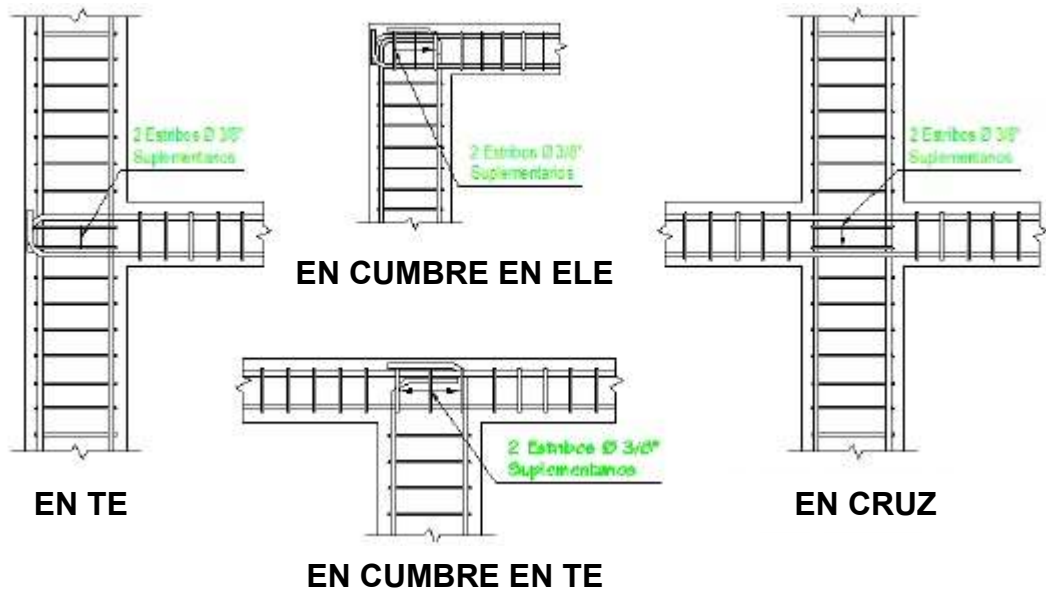 2 Estribos Ø 3/8"
Suplementarios
2 Estribos Ø 3/8"
Suplementarios
2 Estribos Ø 3/8"
Suplementarios
EN CUMBRE EN ELE
2 Estribos Ø 3/8"
Suplementarios
EN TE
EN CRUZ
EN CUMBRE EN TE